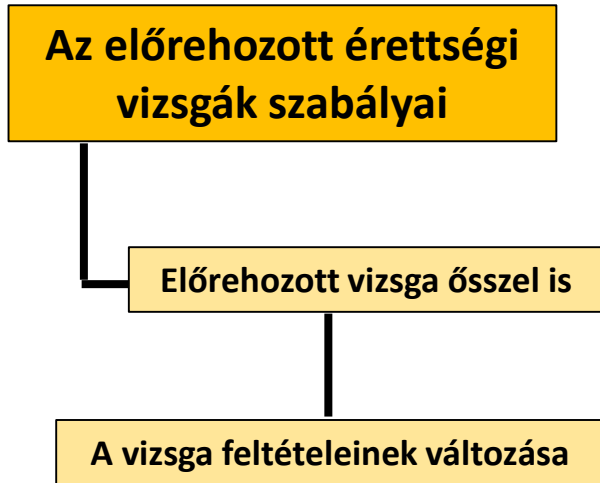 Az előrehozott érettségi
vizsgák szabályai
Előrehozott vizsga ősszel is
A vizsga feltételeinek változása